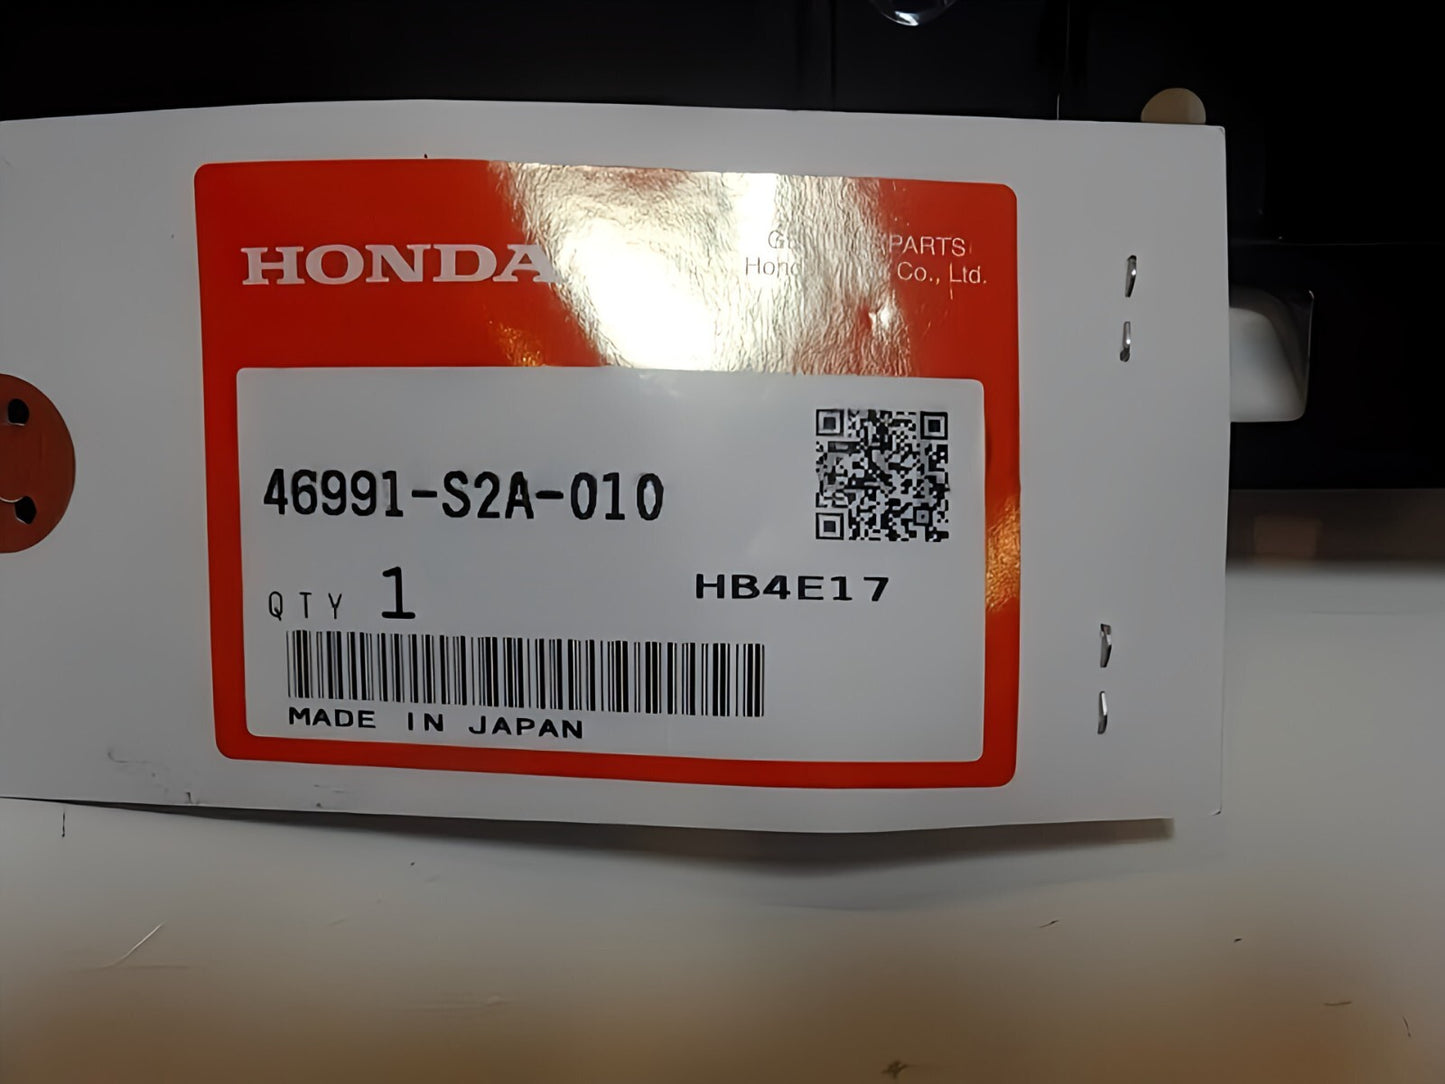 HONDA
PARTS
Co., Ltd.
46991-S2A-010
QTY 1
HB4E17
MADE IN JAPAN